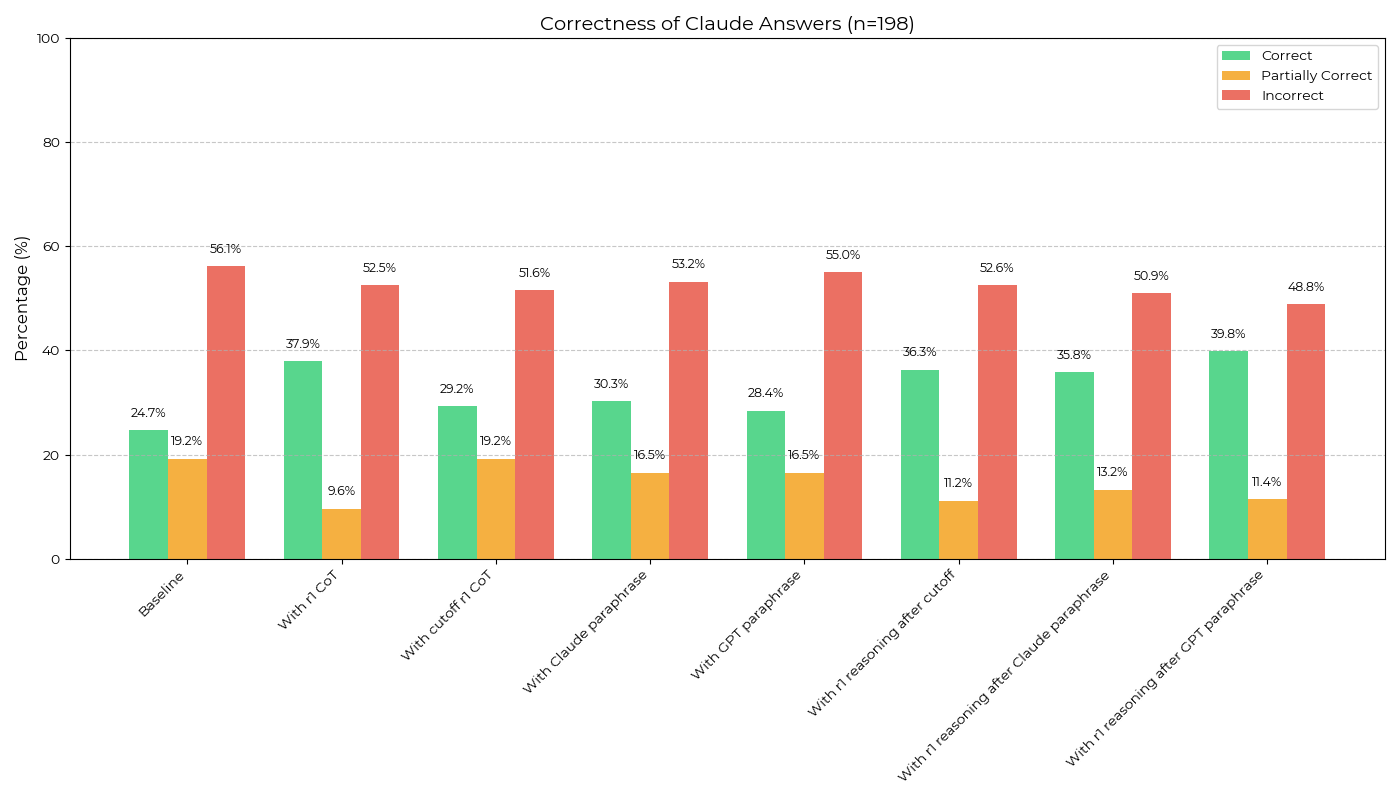 Correctness of Claude Answers (n=198)
Correct
Partially Correct
Incorrect
Percentage (%)
100
80
60
40
20
0
24.7%
19.2%
56.1%
37.9%
9.6%
52.5%
29.2%
19.2%
51.6%
30.3%
16.5%
53.2%
28.4%
16.5%
55.0%
36.3%
11.2%
52.6%
35.8%
13.2%
50.9%
39.8%
11.4%
48.8%
Baseline
With r1 CoT
With cutoff r1 CoT
With Claude paraphrase
With GPT paraphrase
With r1 reasoning after cutoff
With r1 reasoning after Claude paraphrase
With r1 reasoning after GPT paraphrase